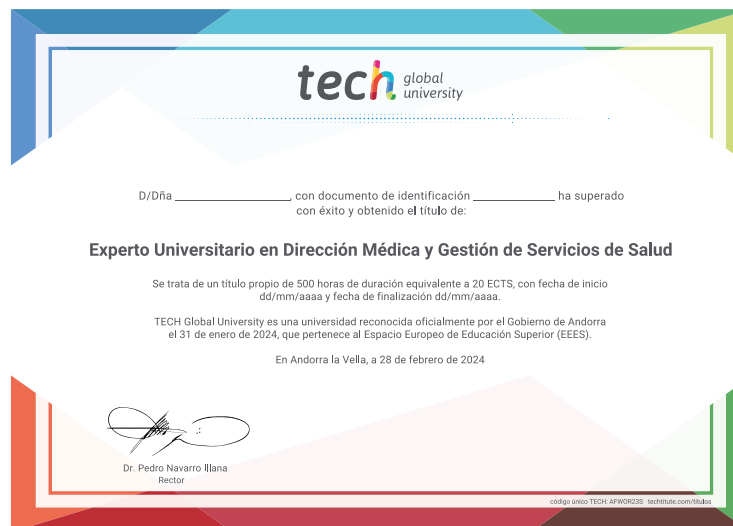 tech global university
D/Dña ______________, con documento de identificación __________ ha superado
con éxito y obtenido el título de:
Experto Universitario en Dirección Médica y Gestión de Servicios de Salud
Se trata de un título propio de 500 horas de duración equivalente a 20 ECTS, con fecha de inicio
dd/mm/aaaa y fecha de finalización dd/mm/aaaa.
TECH Global University es una universidad reconocida oficialmente por el Gobierno de Andorra
el 31 de enero de 2024, que pertenece al Espacio Europeo de Educación Superior (EEES).
En Andorra la Vella, a 28 de febrero de 2024
Dr. Pedro Navarro Illana
Rector
código único TECH: AFWOR23S techtitute.com/titulos